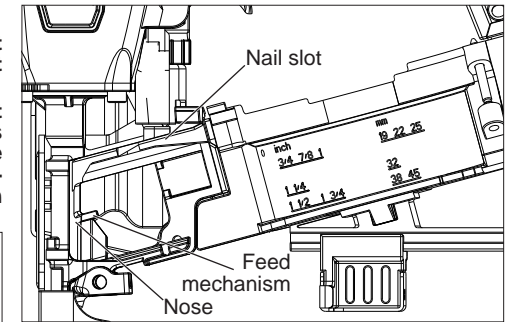 Nail slot
inch
3/4 7/8 1
mm
19 22 25
1 1/4
32
1 1/2 1 3/4
38 45
Feed
mechanism
Nose